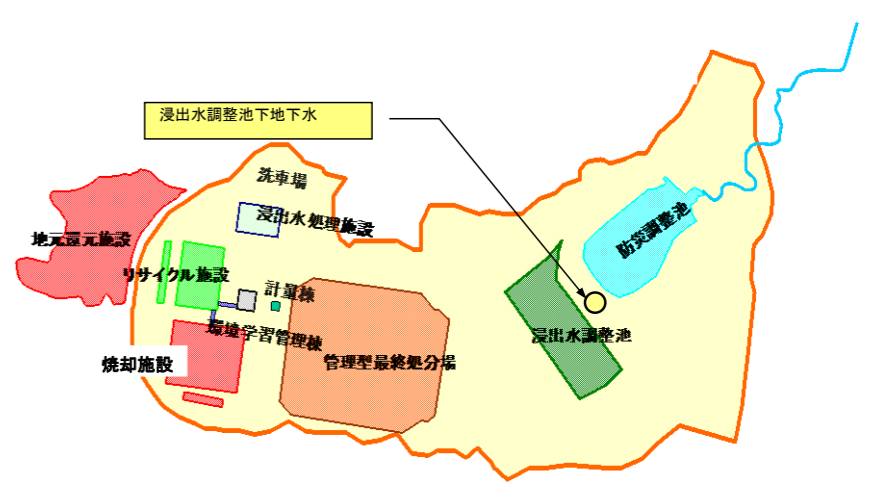 浸出水調整池下地下水
洗車場
浸出水処理施設
防災調整池
地元還元施設
リサイクル施設
計量棟
環境学習管理棟
浸出水調整池
管理型最終処分場
焼却施設